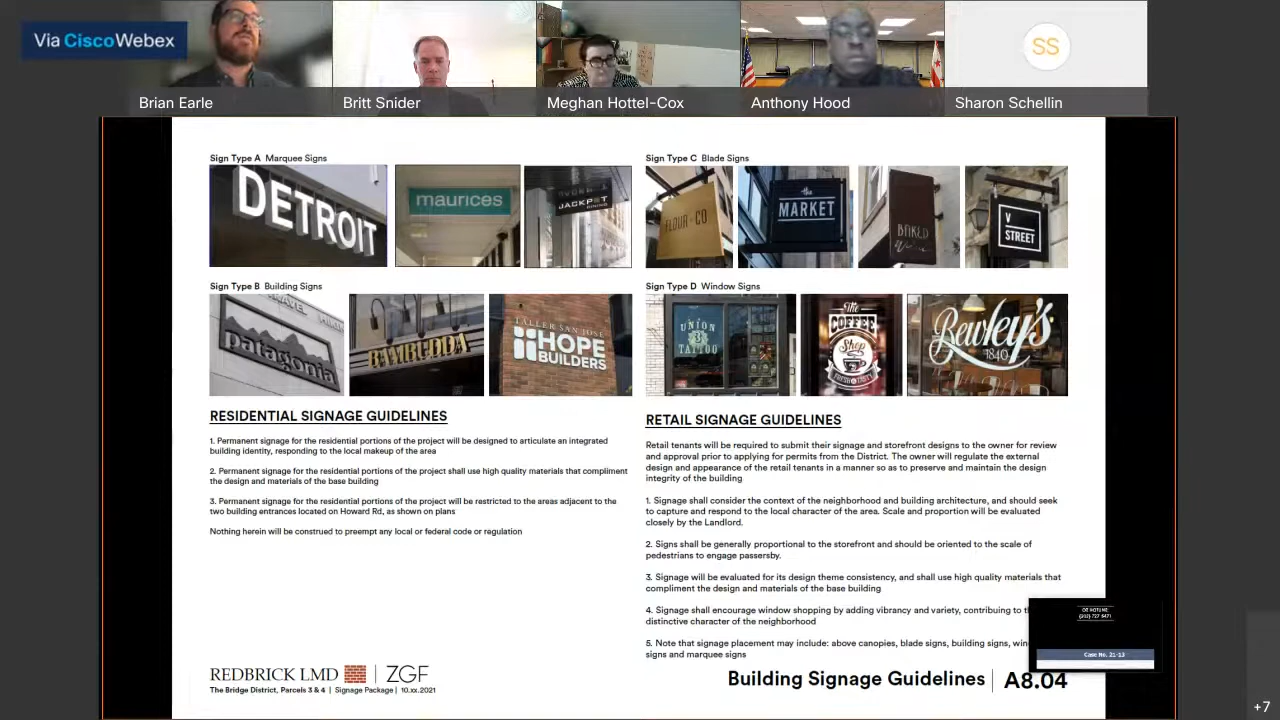 Via Cisco Webex
Brian Earle
Britt Snider
Meghan Hottel-Cox
Anthony Hood
SS
Sharon Schellin
Sign Type A Marquee Signs
DETROIT
maurices
JACKPOT
Sign Type B Building Signs
patagonia
BAMBUDDA
TALLER SAN JOSE
HOPE
BUILDERS
RESIDENTIAL SIGNAGE GUIDELINES
1. Permanent signage for the residential portions of the project will be designed to articulate an integrated
building identity, responding to the local makeup of the area
2. Permanent signage for the residential portions of the project shall use high quality materials that compliment
the design and materials of the base building
3. Permanent signage for the residential portions of the project will be restricted to the areas adjacent to the
two building entrances located on Howard Rd, as shown on plans
Nothing herein will be construed to preempt any local or federal code or regulation
Sign Type C Blade Signs
FLOUR+CO
the
MARKET
BAKED
V
STREET
Sign Type D Window Signs
UNION
3
TATTOO
The
COFFEE
Shop
FRESH & TASTY
Bewley's
1840
RETAIL SIGNAGE GUIDELINES
Retail tenants will be required to submit their signage and storefront designs to the owner for review
and approval prior to applying for permits from the District. The owner will regulate the external
design and appearance of the retail tenants in a manner so as to preserve and maintain the design
integrity of the building
1. Signage shall consider the context of the neighborhood and building architecture, and should seek
to capture and respond to the local character of the area. Scale and proportion will be evaluated
closely by the Landlord.
2. Signs shall be generally proportional to the storefront and should be oriented to the scale of
pedestrians to engage passersby.
3. Signage will be evaluated for its design theme consistency, and shall use high quality materials that
compliment the design and materials of the base building
4. Signage shall encourage window shopping by adding vibrancy and variety, contributing to
distinctive character of the neighborhood
5. Note that signage placement may include: above canopies, blade signs, building signs,
signs and marquee signs
OZ HOTLINE
(202) 727-5471
Case No. 21-13
REDBRICK LMD | ZGF
The Bridge District, Parcels 3 & 4 | Signage Package | 10.xx.2021
Building Signage Guidelines | A8.04
+7